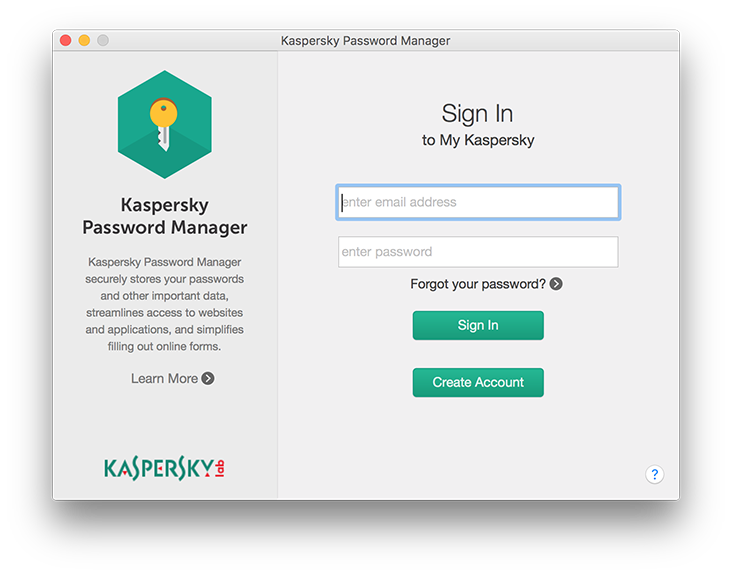 Kaspersky Password Manager
Kaspersky
Password Manager
Kaspersky Password Manager
securely stores your passwords
and other important data,
streamlines access to websites
and applications, and simplifies
filling out online forms.
Learn More
KASPERSKY lab
Sign In
to My Kaspersky
enter email address
enter password
Forgot your password?
Sign In
Create Account
?